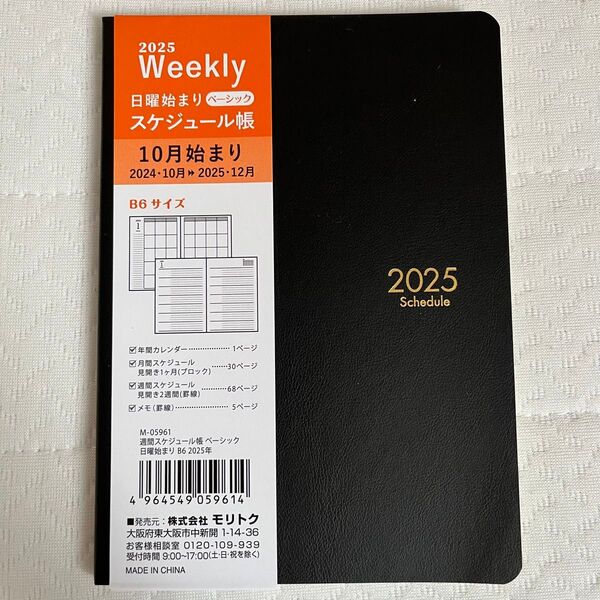 2025
Weekly
日曜始まり ベーシック
スケジュール帳
10月始まり
2024・10月▸▸2025・12月
B6サイズ
2025
Schedule
☑年間カレンダー………………1ページ
☑月間スケジュール
見開き1ヶ月(ブロック)……30ページ
☑週間スケジュール
見開き2週間(罫線)………68ページ
☑メモ(罫線)……………………5ページ
M-05961
週間スケジュール帳 ベーシック
日曜始まり B6 2025年
4 964549 059614
■発売元:株式会社 モリトク
大阪府東大阪市中新開 1-14-36
お客様相談室 0120-109-939
受付時間 9:00~17:00(土・日・祝を除く)
MADE IN CHINA